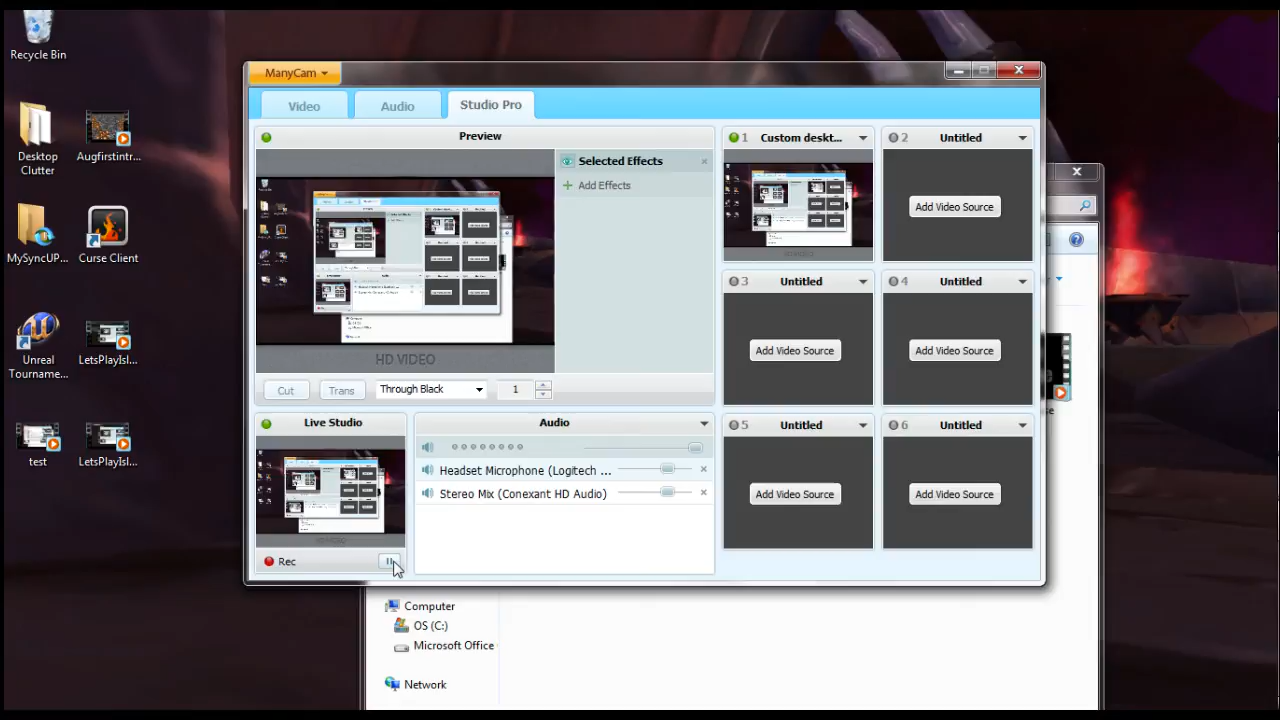 Recycle Bin
Desktop
Clutter
Augfirstintr...
MySyncUP...
Curse Client
Unreal
Tourname...
LetsPlayIsl...
test
LetsPlayIsl...
ManyCam
Video
Audio
Studio Pro
Preview
Selected Effects
Add Effects
HD VIDEO
Cut
Trans
Through Black
1
Live Studio
Rec
Audio
Headset Microphone (Logitech ...
Stereo Mix (Conexant HD Audio)
1 Custom deskt...
2 Untitled
Add Video Source
3 Untitled
Add Video Source
4 Untitled
Add Video Source
5 Untitled
Add Video Source
6 Untitled
Add Video Source
Computer
OS (C:)
Microsoft Office
Network